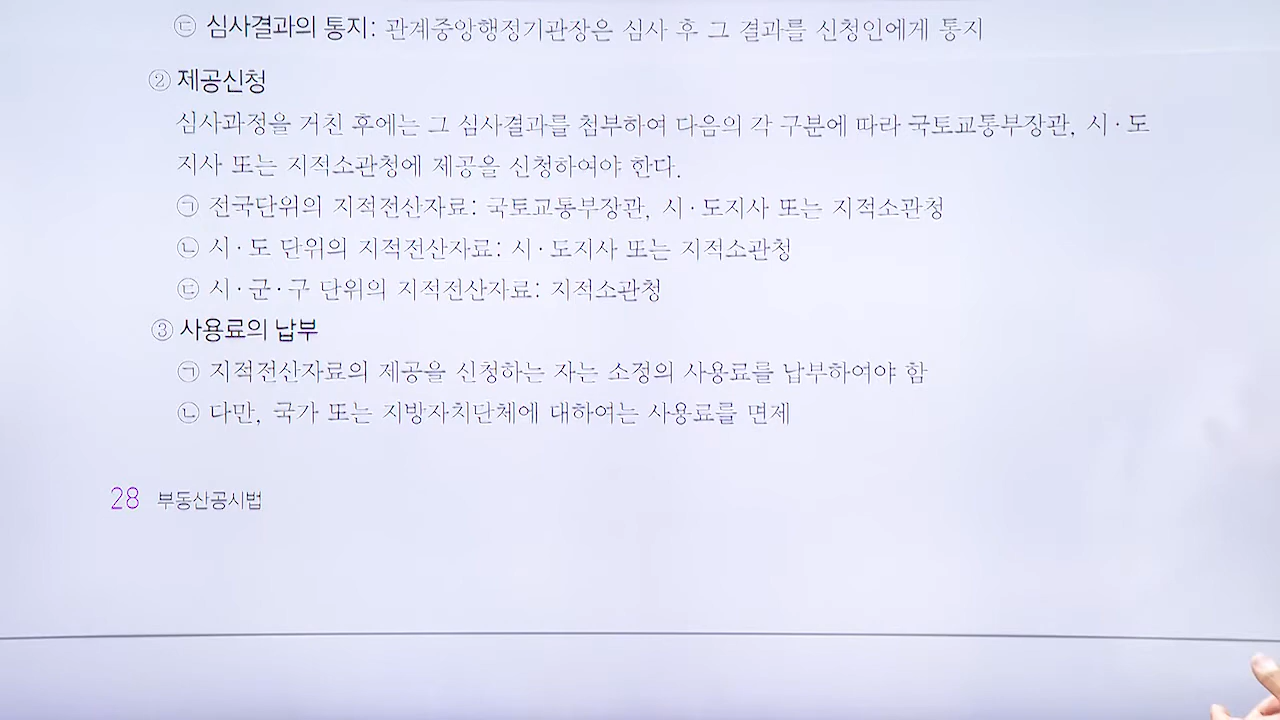 ㉢ 심사결과의 통지: 관계중앙행정기관장은 심사 후 그 결과를 신청인에게 통지
② 제공신청
심사과정을 거친 후에는 그 심사결과를 첨부하여 다음의 각 구분에 따라 국토교통부장관, 시·도
지사 또는 지적소관청에 제공을 신청하여야 한다.
㉠ 전국단위의 지적전산자료: 국토교통부장관, 시·도지사 또는 지적소관청
㉡ 시·도 단위의 지적전산자료: 시·도지사 또는 지적소관청
㉢ 시·군·구 단위의 지적전산자료: 지적소관청
③ 사용료의 납부
㉠ 지적전산자료의 제공을 신청하는 자는 소정의 사용료를 납부하여야 함
㉡ 다만, 국가 또는 지방자치단체에 대하여는 사용료를 면제
28 부동산공시법